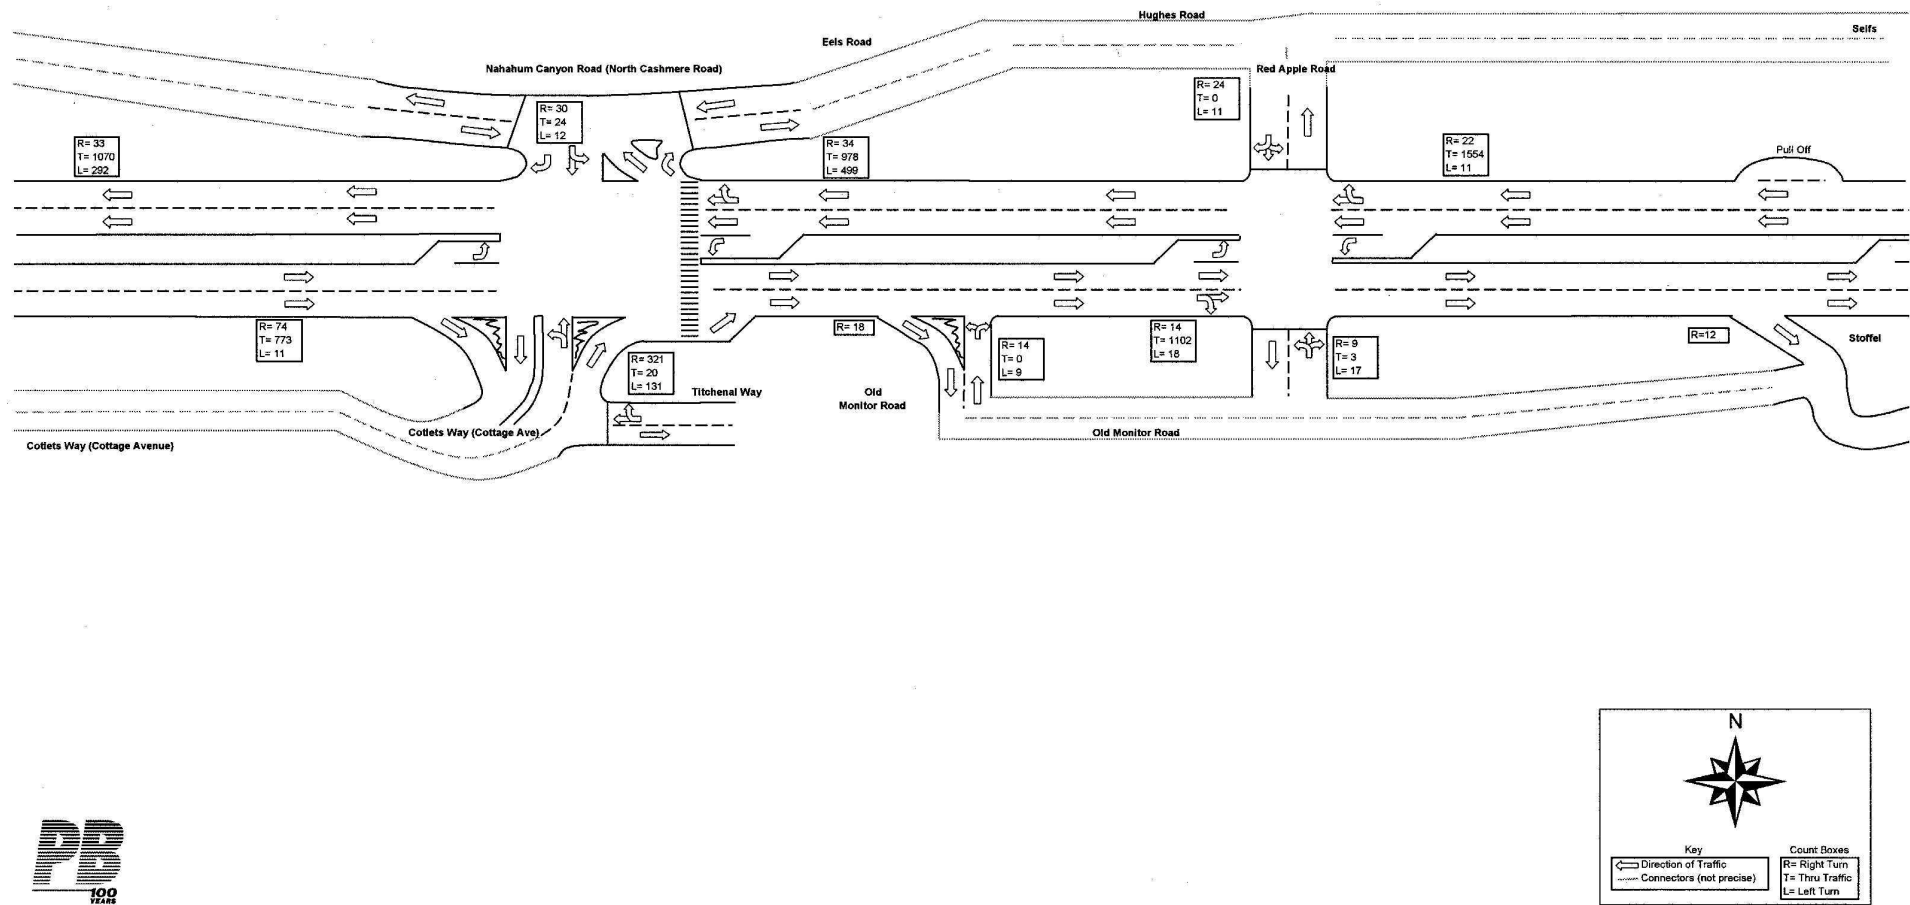 Hughes Road
Eels Road
Selfs
Nahahum Canyon Road (North Cashmere Road)
Red Apple Road
R= 30
T= 24
L= 12
R= 24
T= 0
L= 11
R= 33
T= 1070
L= 292
R= 34
T= 978
L= 499
R= 22
T= 1554
L= 11
Pull Off
R= 74
T= 773
L= 11
R= 18
R= 14
T= 0
L= 9
R= 14
T= 1102
L= 18
R= 9
T= 3
L= 17
R=12
Stoffel
R= 321
T= 20
L= 131
Titchenal Way
Old
Monitor Road
Cotlets Way (Cottage Ave)
Old Monitor Road
Cotlets Way (Cottage Avenue)
N
Key
Direction of Traffic
Connectors (not precise)
Count Boxes
R= Right Turn
T= Thru Traffic
L= Left Turn
PB
100
YEARS